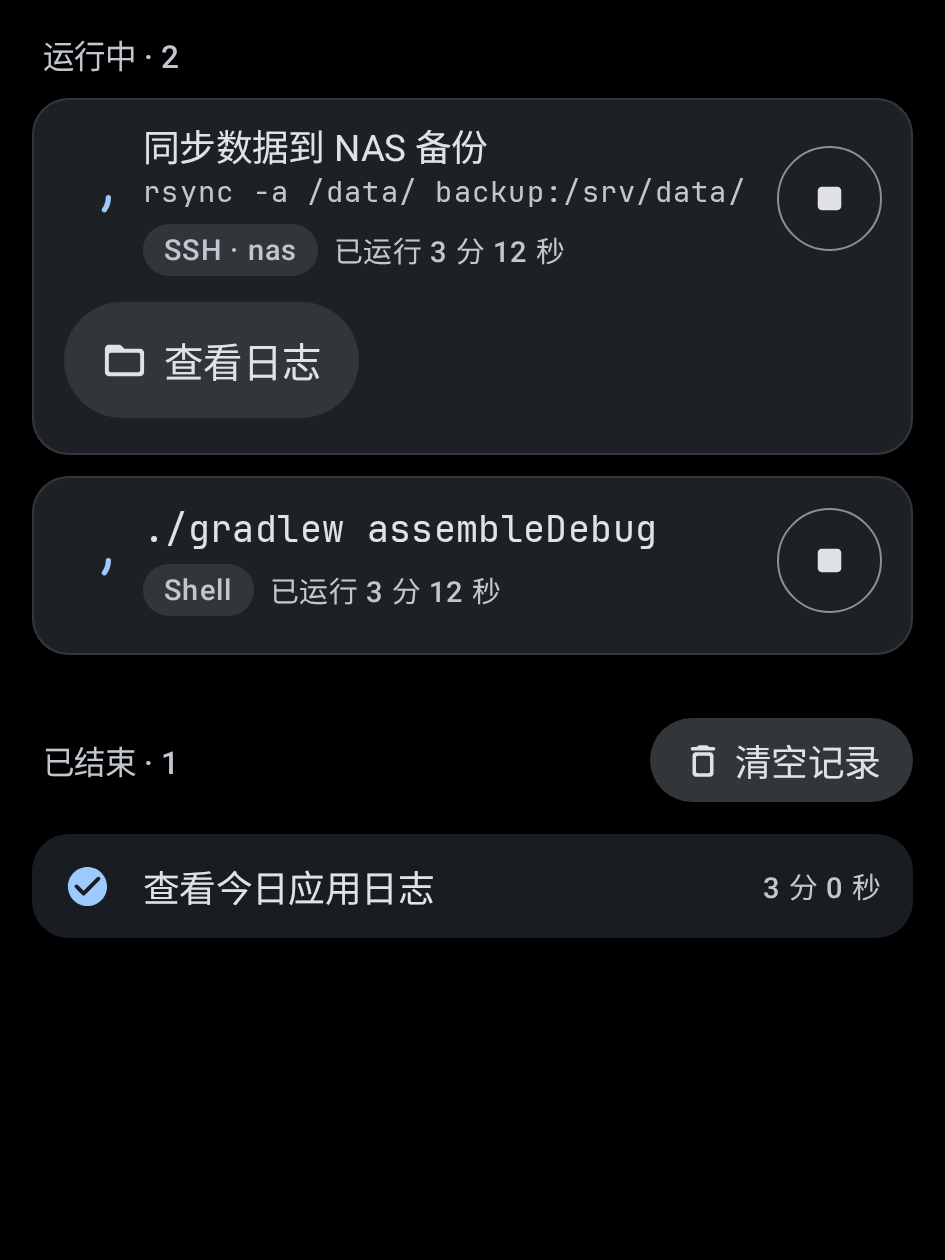 运行中 · 2
同步数据到 NAS 备份
rsync -a /data/ backup:/srv/data/
SSH · nas 已运行 3 分 12 秒
查看日志
./gradlew assembleDebug
Shell 已运行 3 分 12 秒
已结束 · 1
清空记录
查看今日应用日志 3 分 0 秒